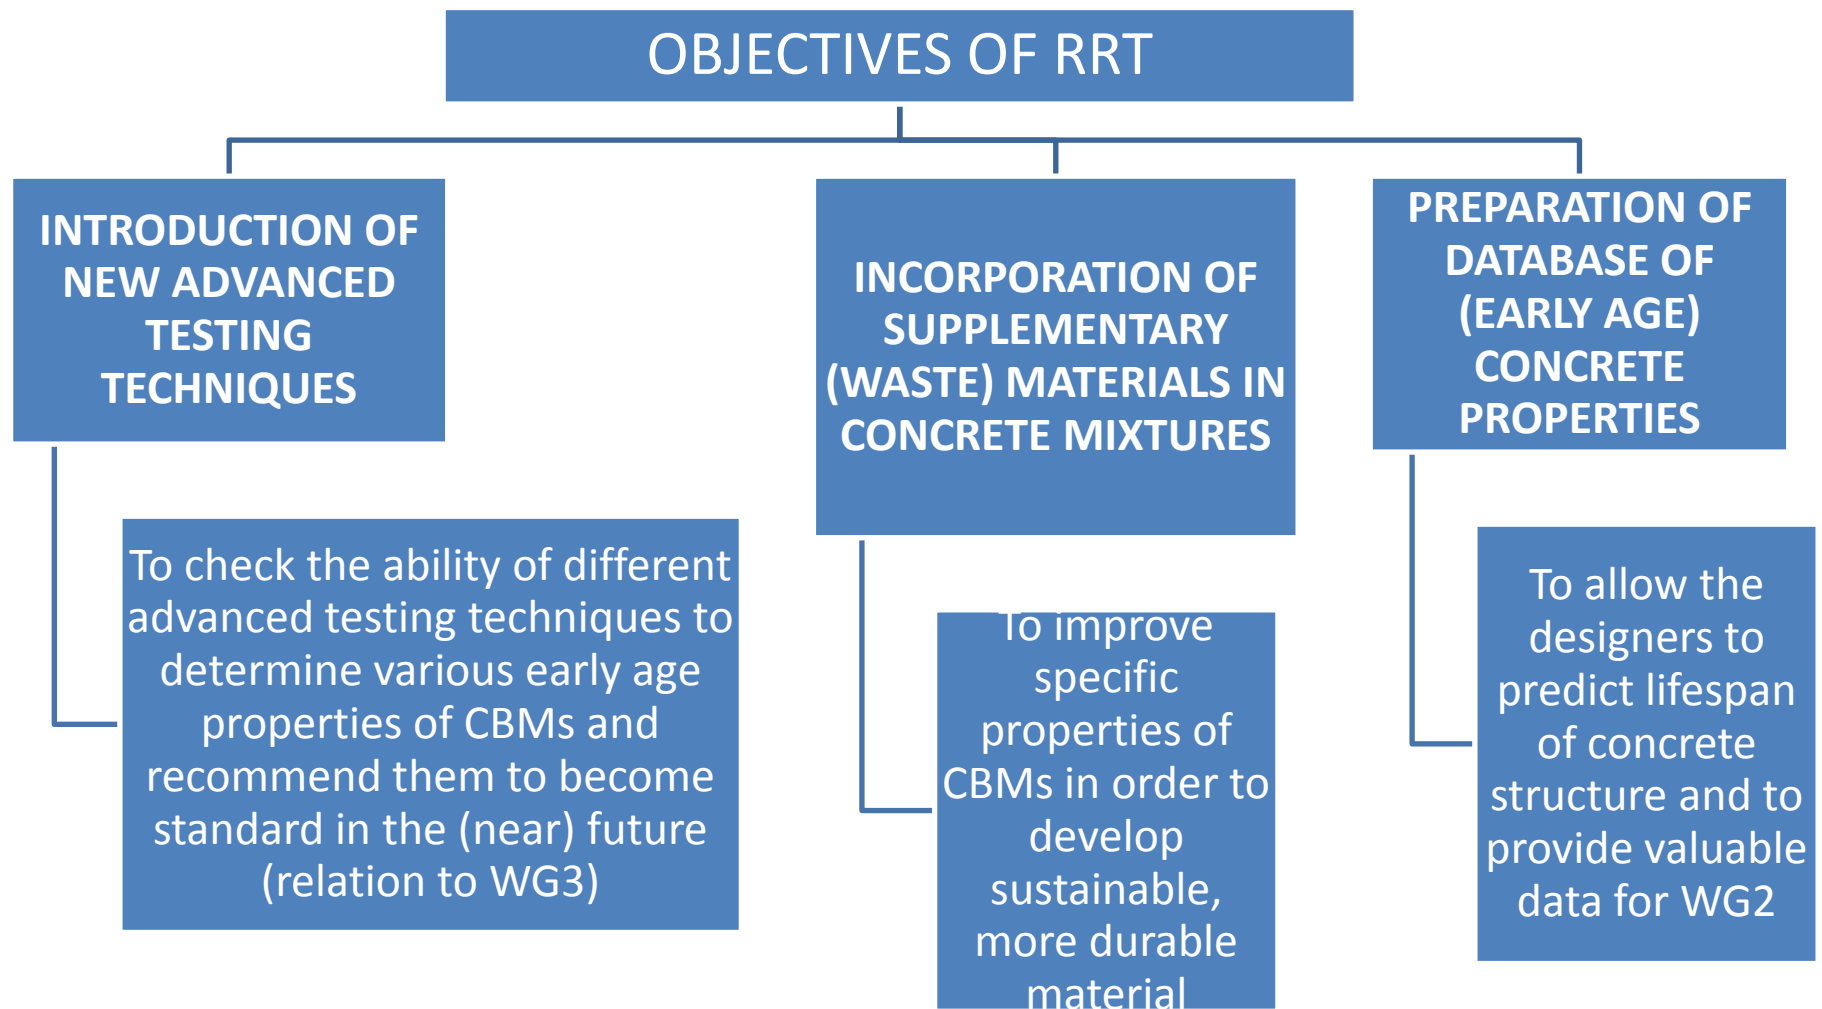 OBJECTIVES OF RRT
INTRODUCTION OF
NEW ADVANCED
TESTING
TECHNIQUES
To check the ability of different
advanced testing techniques to
determine various early age
properties of CBMs and
recommend them to become
standard in the (near) future
(relation to WG3)
INCORPORATION OF
SUPPLEMENTARY
(WASTE) MATERIALS IN
CONCRETE MIXTURES
To improve
specific
properties of
CBMs in order to
develop
sustainable,
more durable
material
PREPARATION OF
DATABASE OF
(EARLY AGE)
CONCRETE
PROPERTIES
To allow the
designers to
predict lifespan
of concrete
structure and to
provide valuable
data for WG2